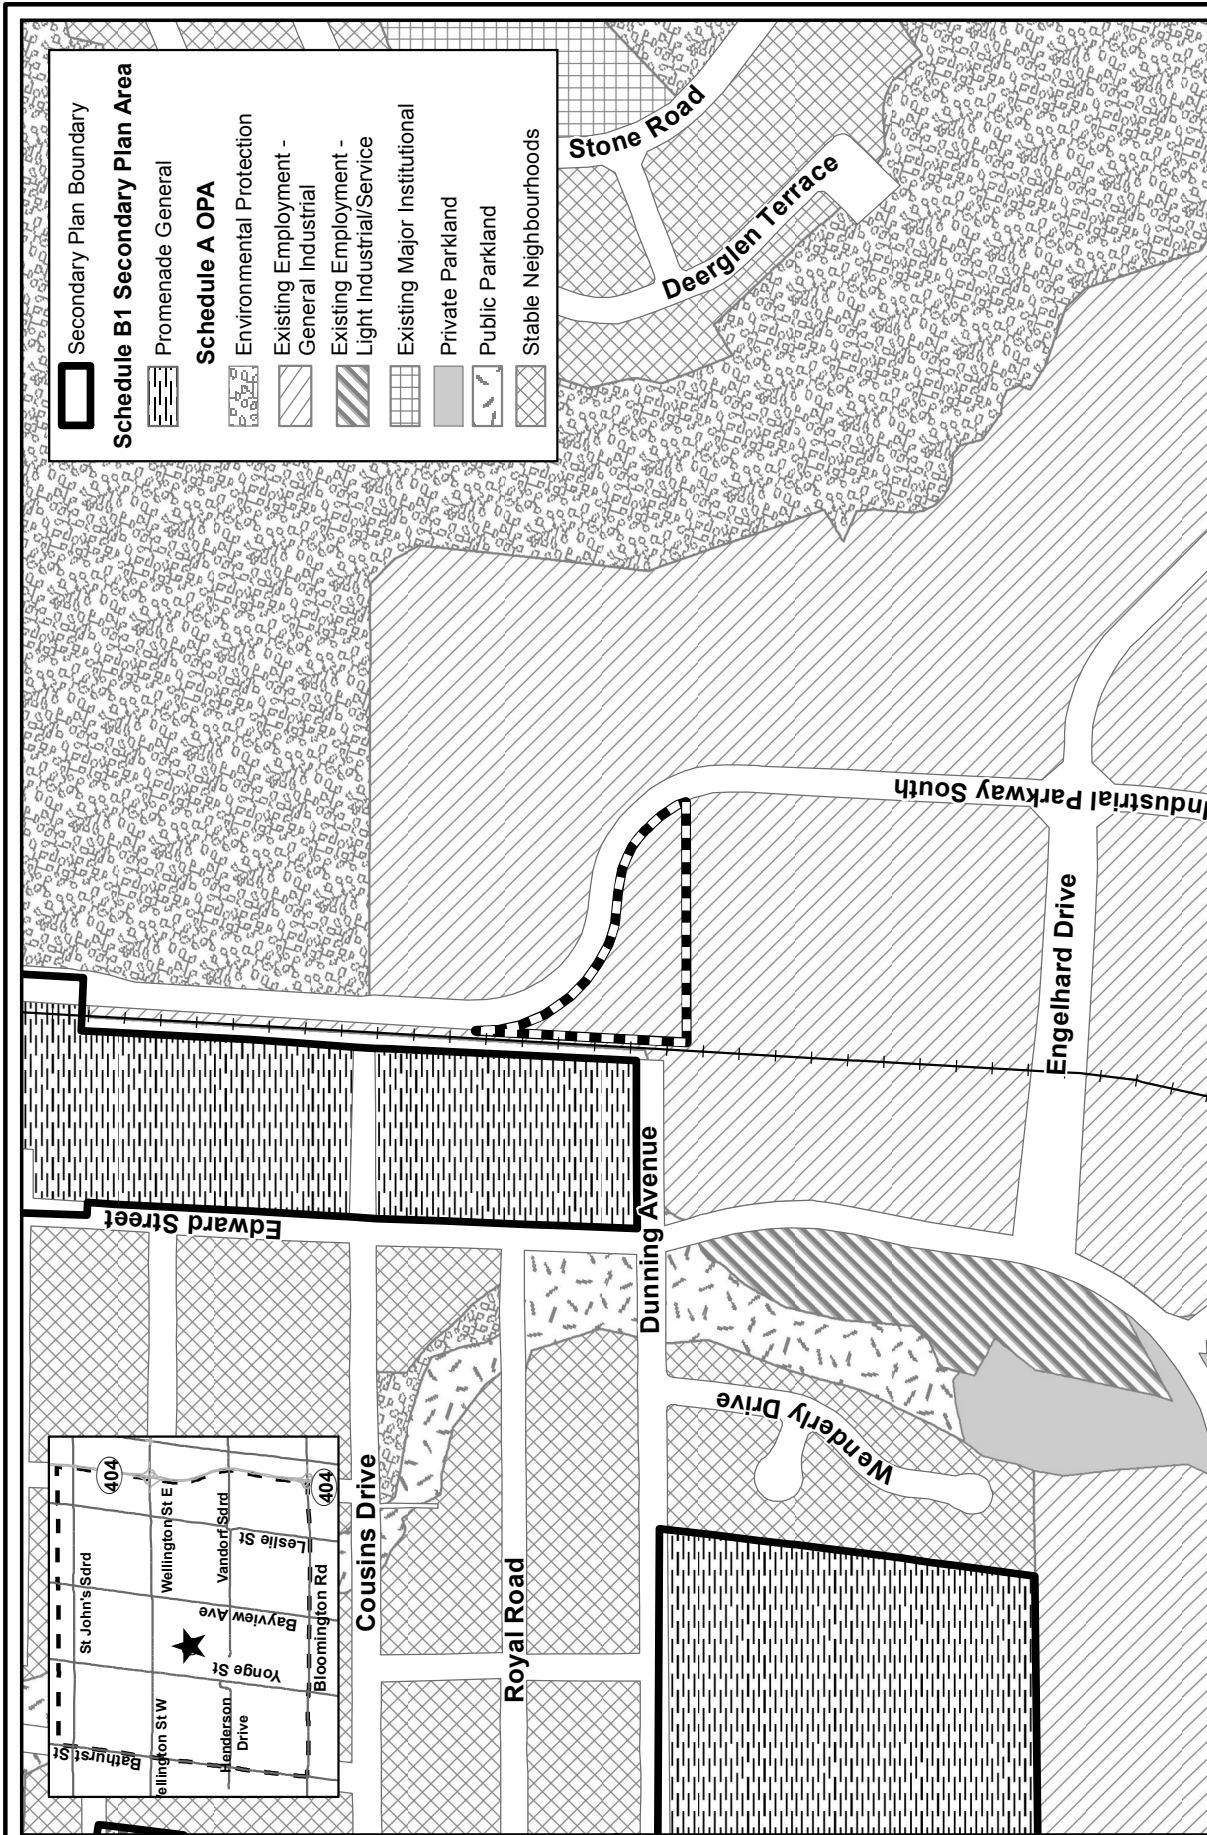 Secondary Plan Boundary
Schedule B1 Secondary Plan Area
Promenade General
Schedule A OPA
Environmental Protection
Existing Employment -
General Industrial
Existing Employment -
Light Industrial/Service
Existing Major Institutional
Private Parkland
Public Parkland
Stable Neighbourhoods
Stone Road
Deerglen Terrace
Industrial Parkway South
Engelhard Drive
Edward Street
Dunning Avenue
Wenderly Drive
Cousins Drive
Royal Road
404
404
St John's Sdrd
Wellington St E
Vandorf Sdrd
Leslie St
Bayview Ave
Bloomington Rd
Yonge St
ellington St W
Henderson
Drive
Bathurst St